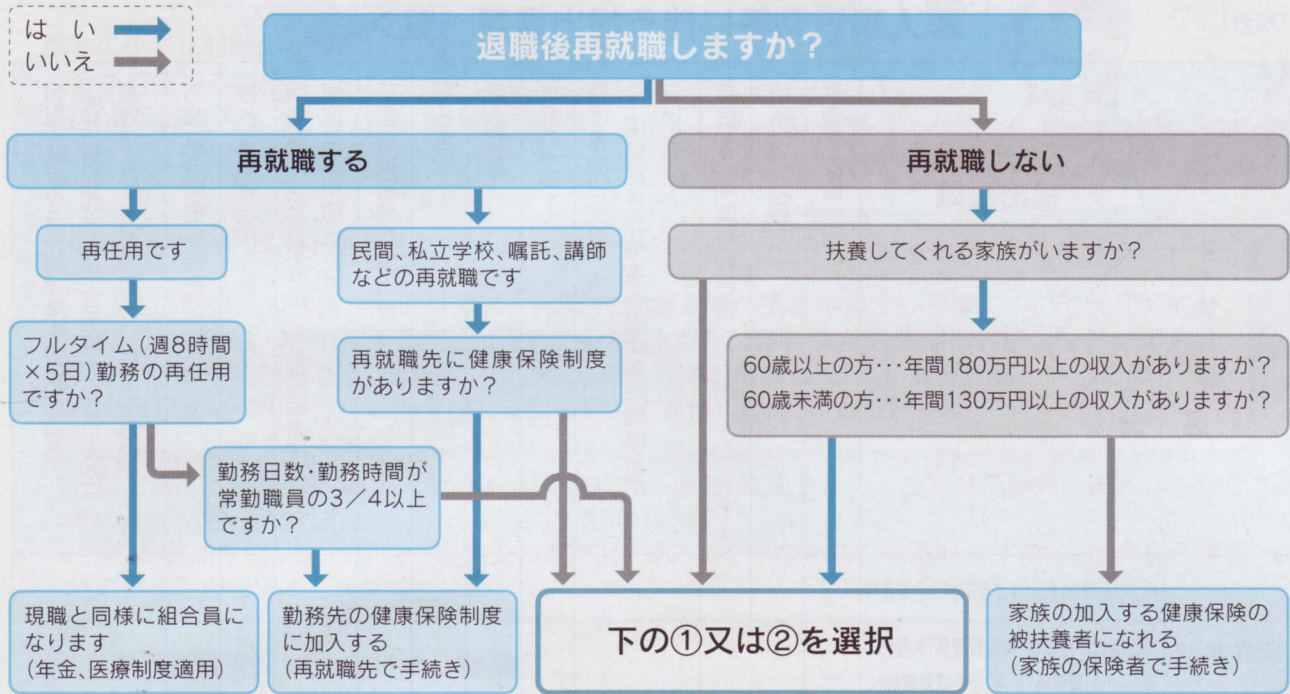 はい
いいえ
退職後再就職しますか？
再就職する
再就職しない
再任用です
民間、私立学校、嘱託、講師
などの再就職です
扶養してくれる家族がいますか？
フルタイム(週8時間
×5日)勤務の再任用
ですか？
再就職先に健康保険制度
がありますか？
60歳以上の方･･･年間180万円以上の収入がありますか？
60歳未満の方･･･年間130万円以上の収入がありますか？
勤務日数･勤務時間が
常勤職員の3／4以上
ですか？
現職と同様に組合員に
なります
(年金、医療制度適用)
勤務先の健康保険制度
に加入する
(再就職先で手続き)
下の①又は②を選択
家族の加入する健康保険の
被扶養者になれる
(家族の保険者で手続き)